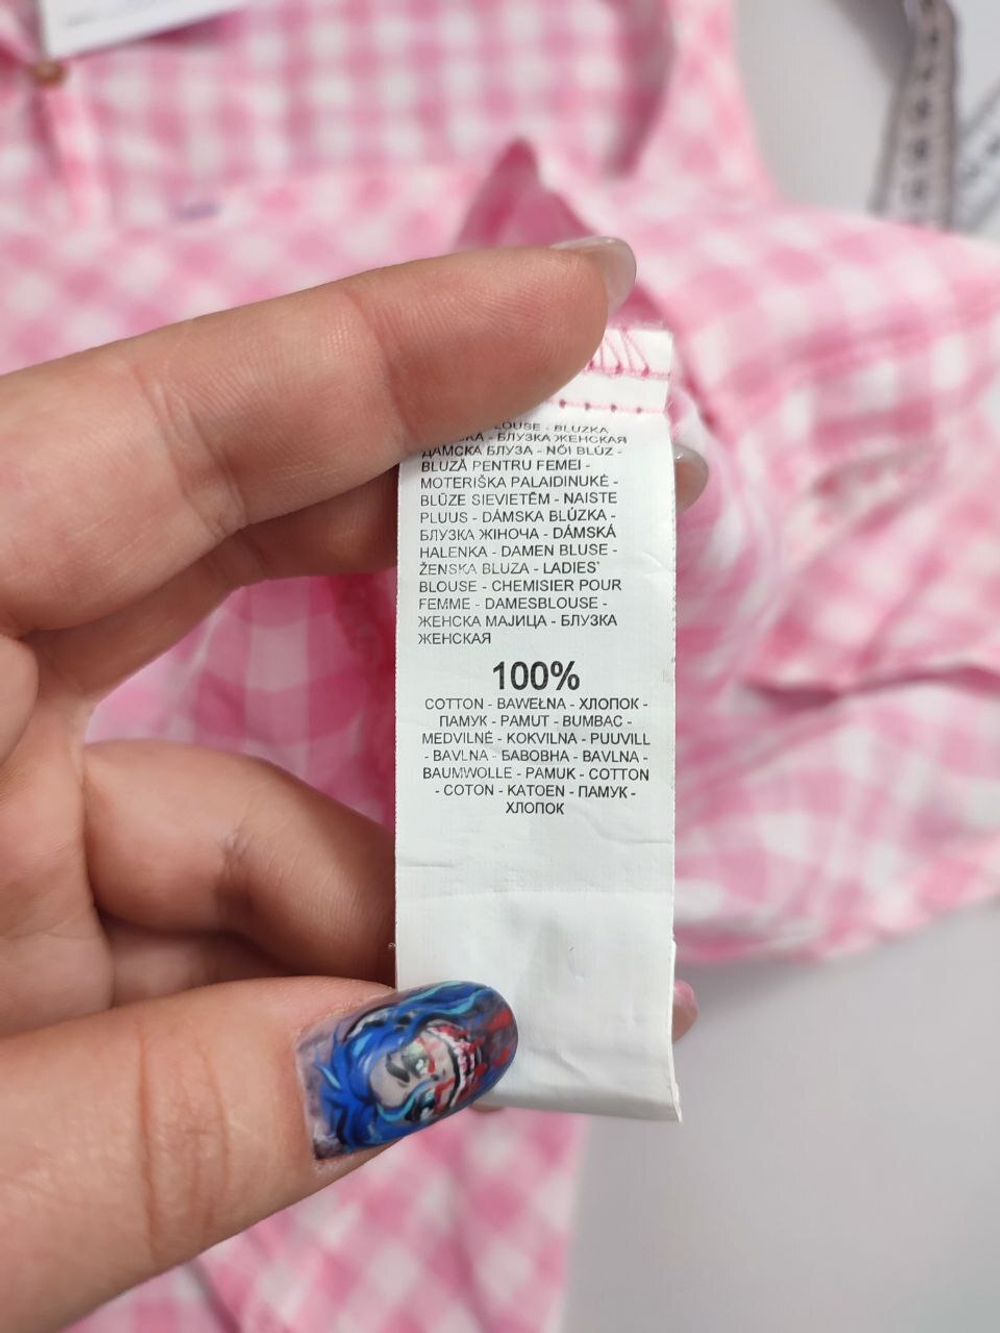 BLOUSE - BLUZKA
БЛУЗКА ЖЕНСКАЯ
ДАМСКА БЛУЗА - NŐI BLÚZ -
BLUZĂ PENTRU FEMEI -
MOTERIŠKA PALAIDINUKĖ -
BLŪZE SIEVIETĒM - NAISTE
PLUUS - DÁMSKA BLÚZKA -
БЛУЗКА ЖІНОЧА - DÁMSKÁ
HALENKA - DAMEN BLUSE -
ŽENSKA BLUZA - LADIES'
BLOUSE - CHEMISIER POUR
FEMME - DAMESBLOUSE -
ЖЕНСКА МАЈИЦА - БЛУЗКА
ЖЕНСКАЯ
100%
COTTON - BAWEŁNA - ХЛОПОК -
ПАМУК - PAMUT - BUMBAC -
MEDVILNĖ - KOKVILNA - PUUVILL
- BAVLNA - БАВОВНА - BAVLNA -
BAUMWOLLE - PAMUK - COTTON
- COTON - KATOEN - ПАМУК -
ХЛОПОК